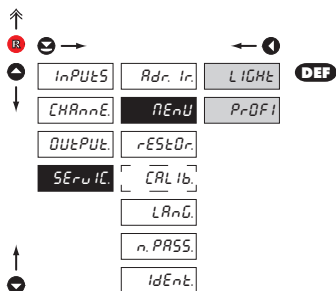 R
InPUtS Adr. Ir. LIGHt DEF
CHAnnE. MEnU PrOFI
OUtPUt. rEStOr.
SErvIC. CALIb.
LAnG.
n. PASS.
IdEnt.